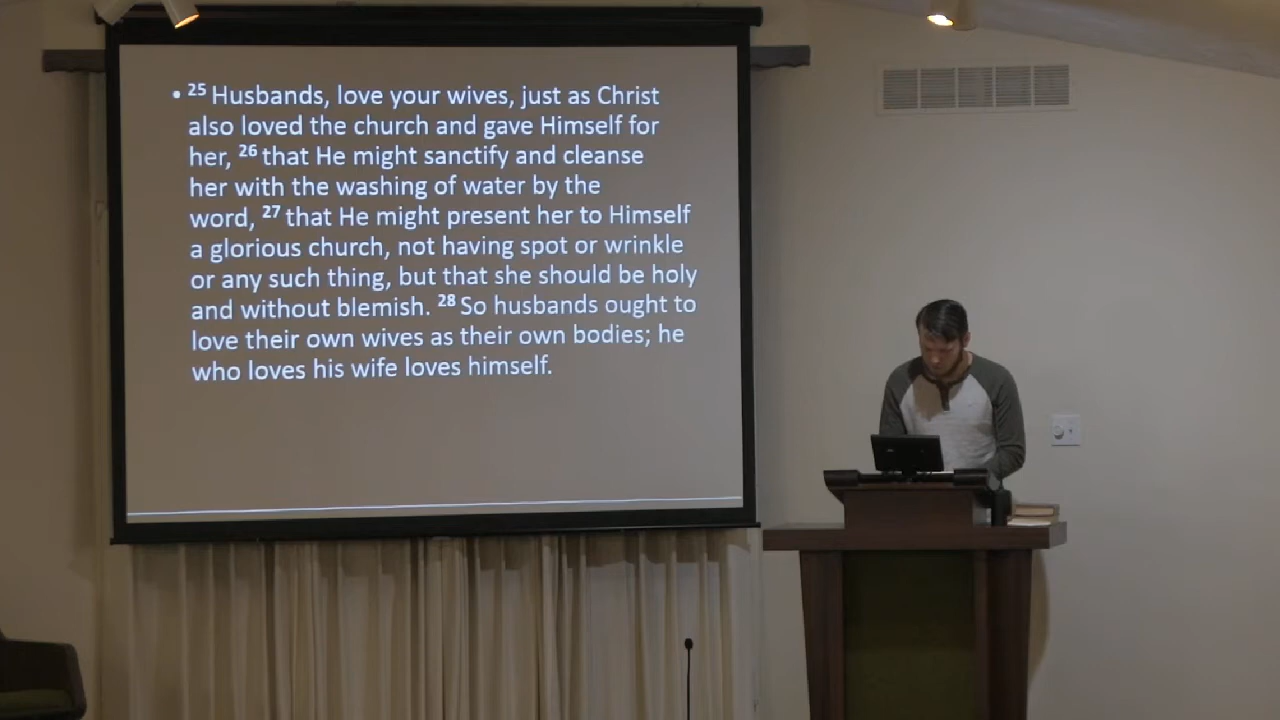 • 25 Husbands, love your wives, just as Christ
also loved the church and gave Himself for
her, 26 that He might sanctify and cleanse
her with the washing of water by the
word, 27 that He might present her to Himself
a glorious church, not having spot or wrinkle
or any such thing, but that she should be holy
and without blemish. 28 So husbands ought to
love their own wives as their own bodies; he
who loves his wife loves himself.